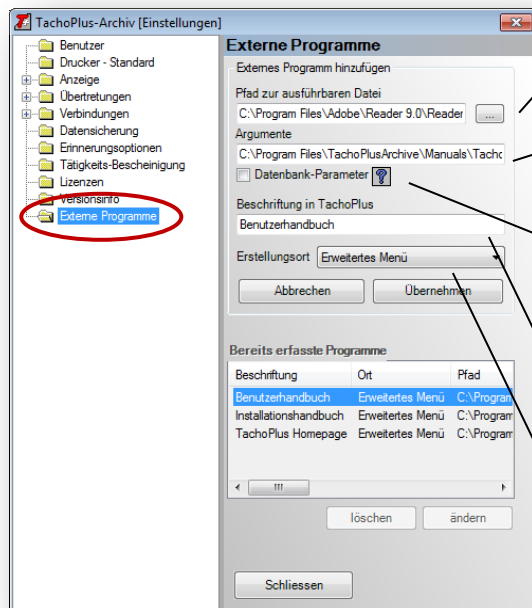 TachoPlus-Archiv [Einstellungen]
Benutzer
Drucker - Standard
Anzeige
Übertretungen
Verbindungen
Datensicherung
Erinnerungsoptionen
Tätigkeits-Bescheinigung
Lizenzen
Versionsinfo
Externe Programme
Externe Programme
Externes Programm hinzufügen
Pfad zur ausführbaren Datei
C:\Program Files\Adobe\Reader 9.0\Reader
...
Argumente
C:\Program Files\TachoPlusArchive\Manuals\Tacho
Datenbank-Parameter ?
Beschriftung in TachoPlus
Benutzerhandbuch
Erstellungsort Erweitertes Menü
Abbrechen Übernehmen
Bereits erfasste Programme
Beschriftung Ort Pfad
Benutzerhandbuch Erweitertes Menü C:\Program
Installationshandbuch Erweitertes Menü C:\Program
TachoPlus Homepage Erweitertes Menü C:\Program
löschen ändern
Schliessen